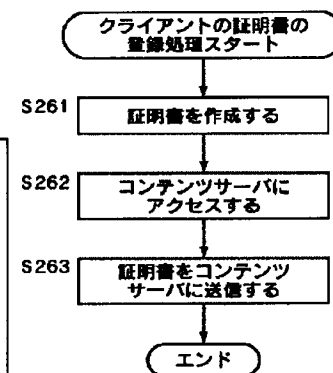 クライアントの証明書の
登録処理スタート
S261
証明書を作成する
S262
コンテンツサーバに
アクセスする
S263
証明書をコンテンツ
サーバに送信する
エンド